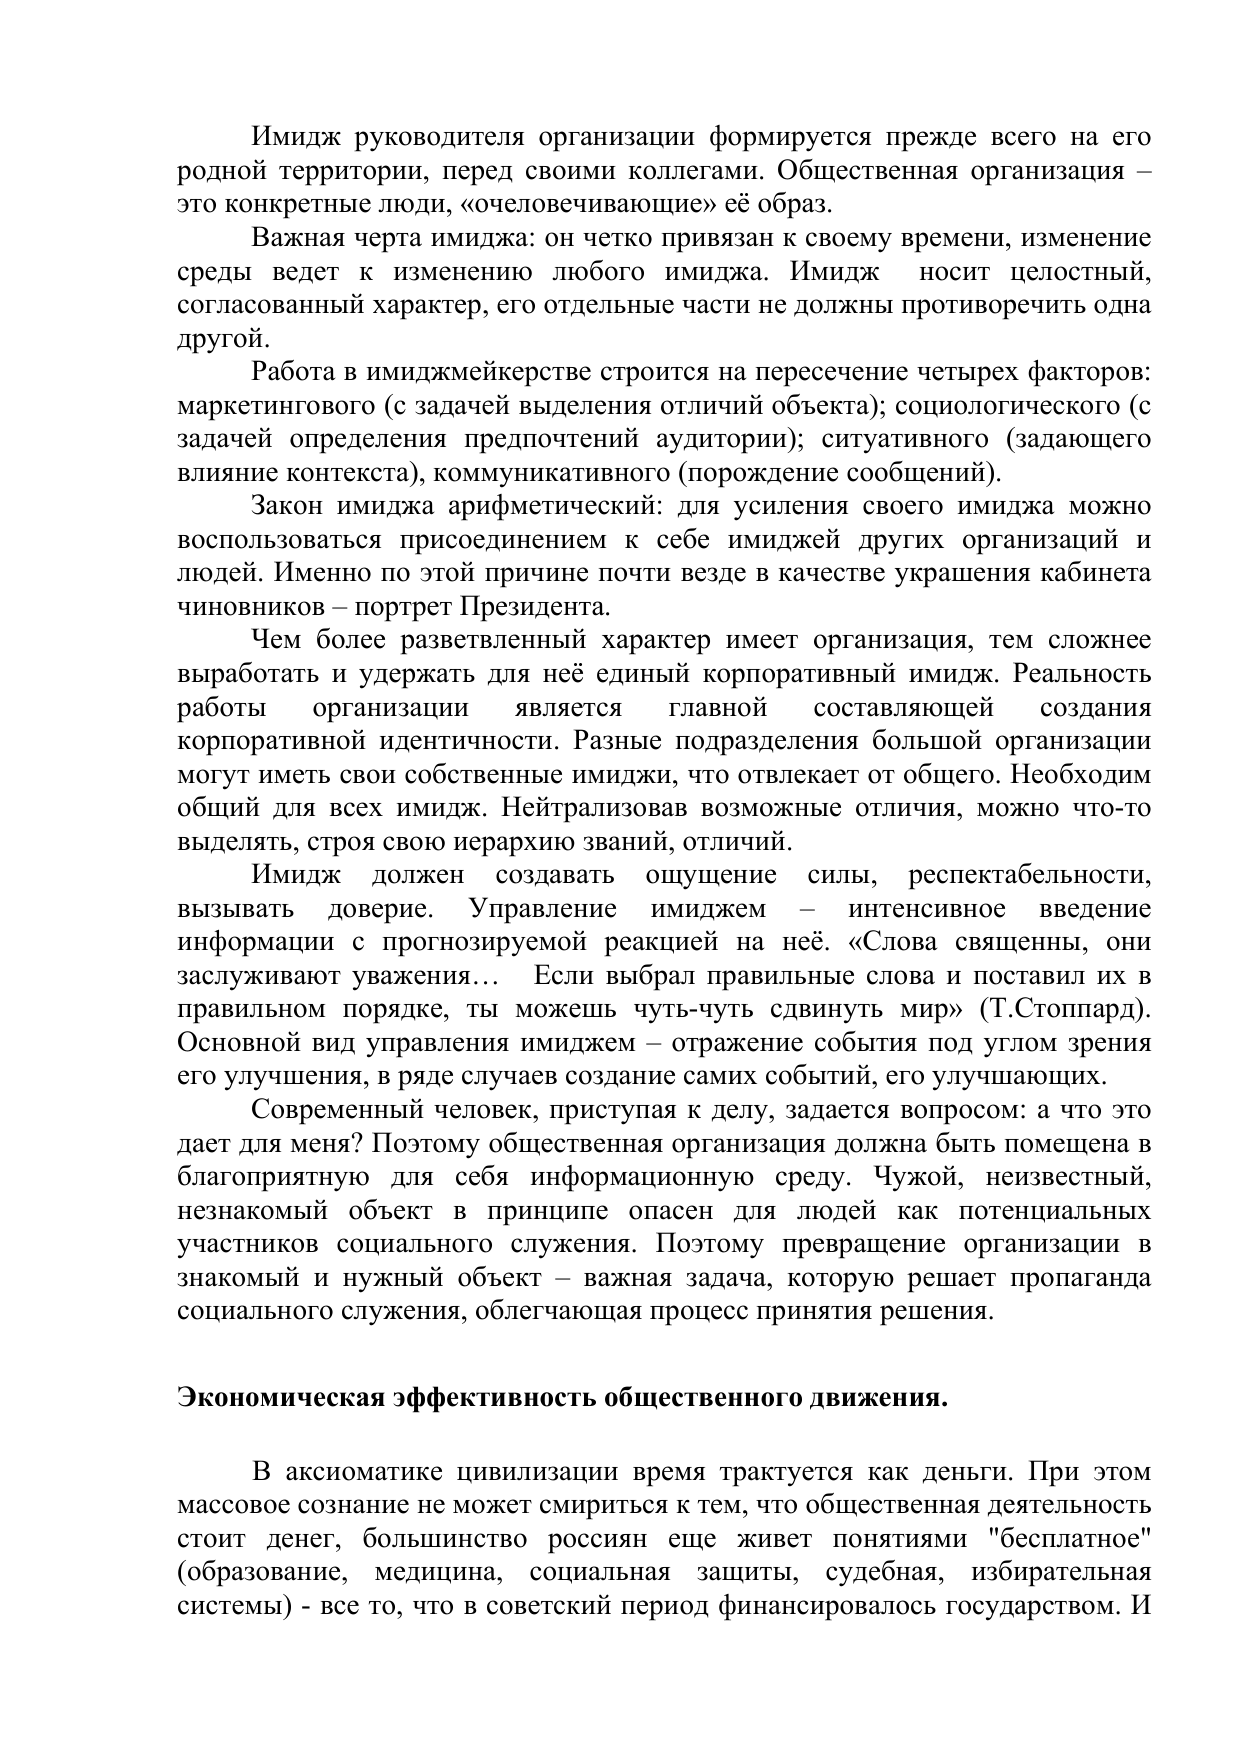 Имидж руководителя организации формируется прежде всего на его
родной территории, перед своими коллегами. Общественная организация –
это конкретные люди, «очеловечивающие» её образ.
Важная черта имиджа: он четко привязан к своему времени, изменение
среды ведет к изменению любого имиджа. Имидж носит целостный,
согласованный характер, его отдельные части не должны противоречить одна
другой.
Работа в имиджмейкерстве строится на пересечение четырех факторов:
маркетингового (с задачей выделения отличий объекта); социологического (с
задачей определения предпочтений аудитории); ситуативного (задающего
влияние контекста), коммуникативного (порождение сообщений).
Закон имиджа арифметический: для усиления своего имиджа можно
воспользоваться присоединением к себе имиджей других организаций и
людей. Именно по этой причине почти везде в качестве украшения кабинета
чиновников – портрет Президента.
Чем более разветвленный характер имеет организация, тем сложнее
выработать и удержать для неё единый корпоративный имидж. Реальность
работы организации является главной составляющей создания
корпоративной идентичности. Разные подразделения большой организации
могут иметь свои собственные имиджи, что отвлекает от общего. Необходим
общий для всех имидж. Нейтрализовав возможные отличия, можно что-то
выделять, строя свою иерархию званий, отличий.
Имидж должен создавать ощущение силы, респектабельности,
вызывать доверие. Управление имиджем – интенсивное введение
информации с прогнозируемой реакцией на неё. «Слова священны, они
заслуживают уважения… Если выбрал правильные слова и поставил их в
правильном порядке, ты можешь чуть-чуть сдвинуть мир» (Т.Стоппард).
Основной вид управления имиджем – отражение события под углом зрения
его улучшения, в ряде случаев создание самих событий, его улучшающих.
Современный человек, приступая к делу, задается вопросом: а что это
дает для меня? Поэтому общественная организация должна быть помещена в
благоприятную для себя информационную среду. Чужой, неизвестный,
незнакомый объект в принципе опасен для людей как потенциальных
участников социального служения. Поэтому превращение организации в
знакомый и нужный объект – важная задача, которую решает пропаганда
социального служения, облегчающая процесс принятия решения.
Экономическая эффективность общественного движения.
В аксиоматике цивилизации время трактуется как деньги. При этом
массовое сознание не может смириться к тем, что общественная деятельность
стоит денег, большинство россиян еще живет понятиями "бесплатное"
(образование, медицина, социальная защиты, судебная, избирательная
системы) - все то, что в советский период финансировалось государством. И